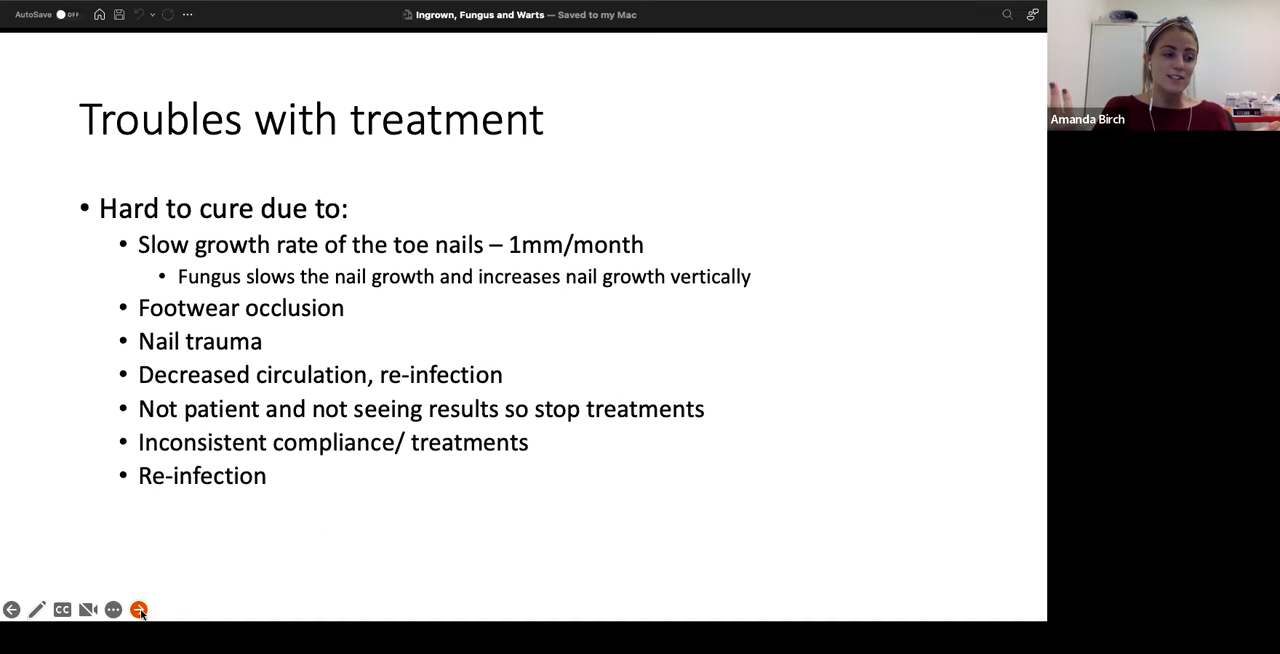 AutoSave OFF
Ingrown, Fungus and Warts — Saved to my Mac
Troubles with treatment
• Hard to cure due to:
• Slow growth rate of the toe nails – 1mm/month
• Fungus slows the nail growth and increases nail growth vertically
• Footwear occlusion
• Nail trauma
• Decreased circulation, re-infection
• Not patient and not seeing results so stop treatments
• Inconsistent compliance/ treatments
• Re-infection
CC
Amanda Birch